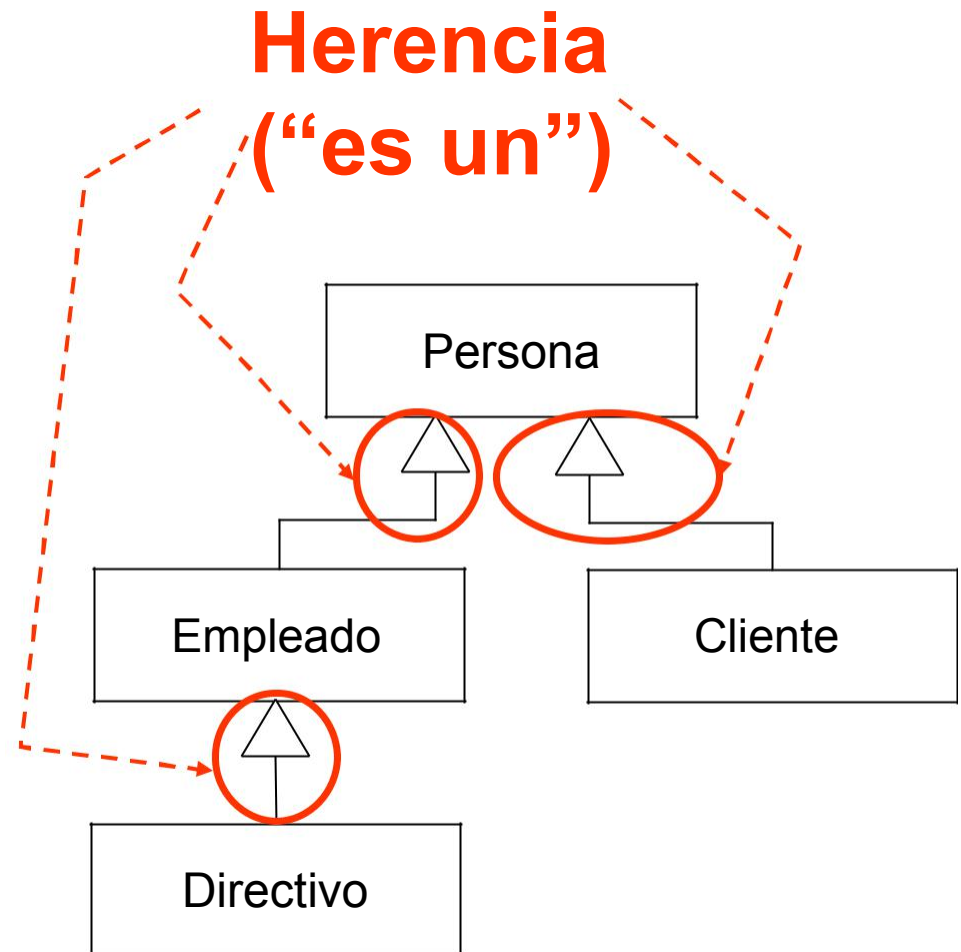 Herencia
(“es un”)
Persona
Empleado
Cliente
Directivo